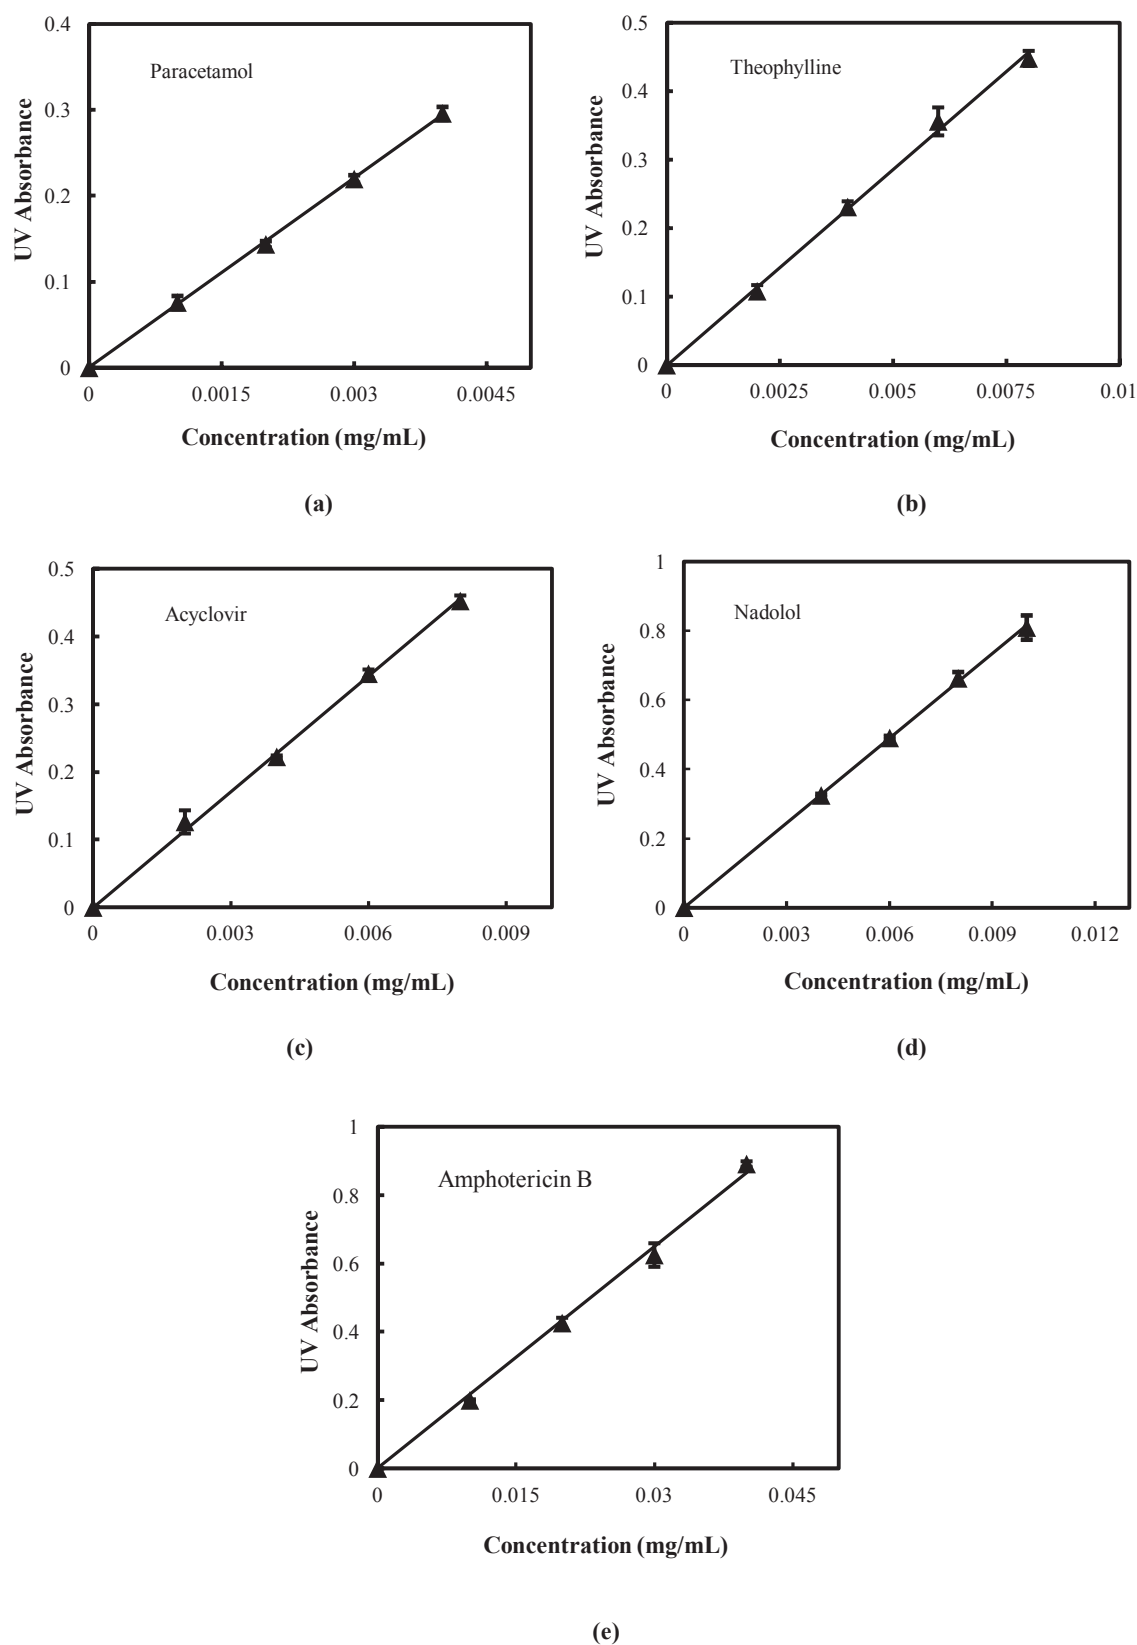 0.4
Paracetamol
0.3
UV Absorbance
0.2
0.1
0
0 0.0015 0.003 0.0045
Concentration (mg/mL)
(a)
0.5
Theophylline
0.4
UV Absorbance
0.3
0.2
0.1
0
0 0.0025 0.005 0.0075 0.01
Concentration (mg/mL)
(b)
0.5
Acyclovir
0.4
UV Absorbance
0.3
0.2
0.1
0
0 0.003 0.006 0.009
Concentration (mg/mL)
(c)
1
Nadolol
0.8
UV Absorbance
0.6
0.4
0.2
0
0 0.003 0.006 0.009 0.012
Concentration (mg/mL)
(d)
1
Amphotericin B
0.8
UV Absorbance
0.6
0.4
0.2
0
0 0.015 0.03 0.045
Concentration (mg/mL)
(e)